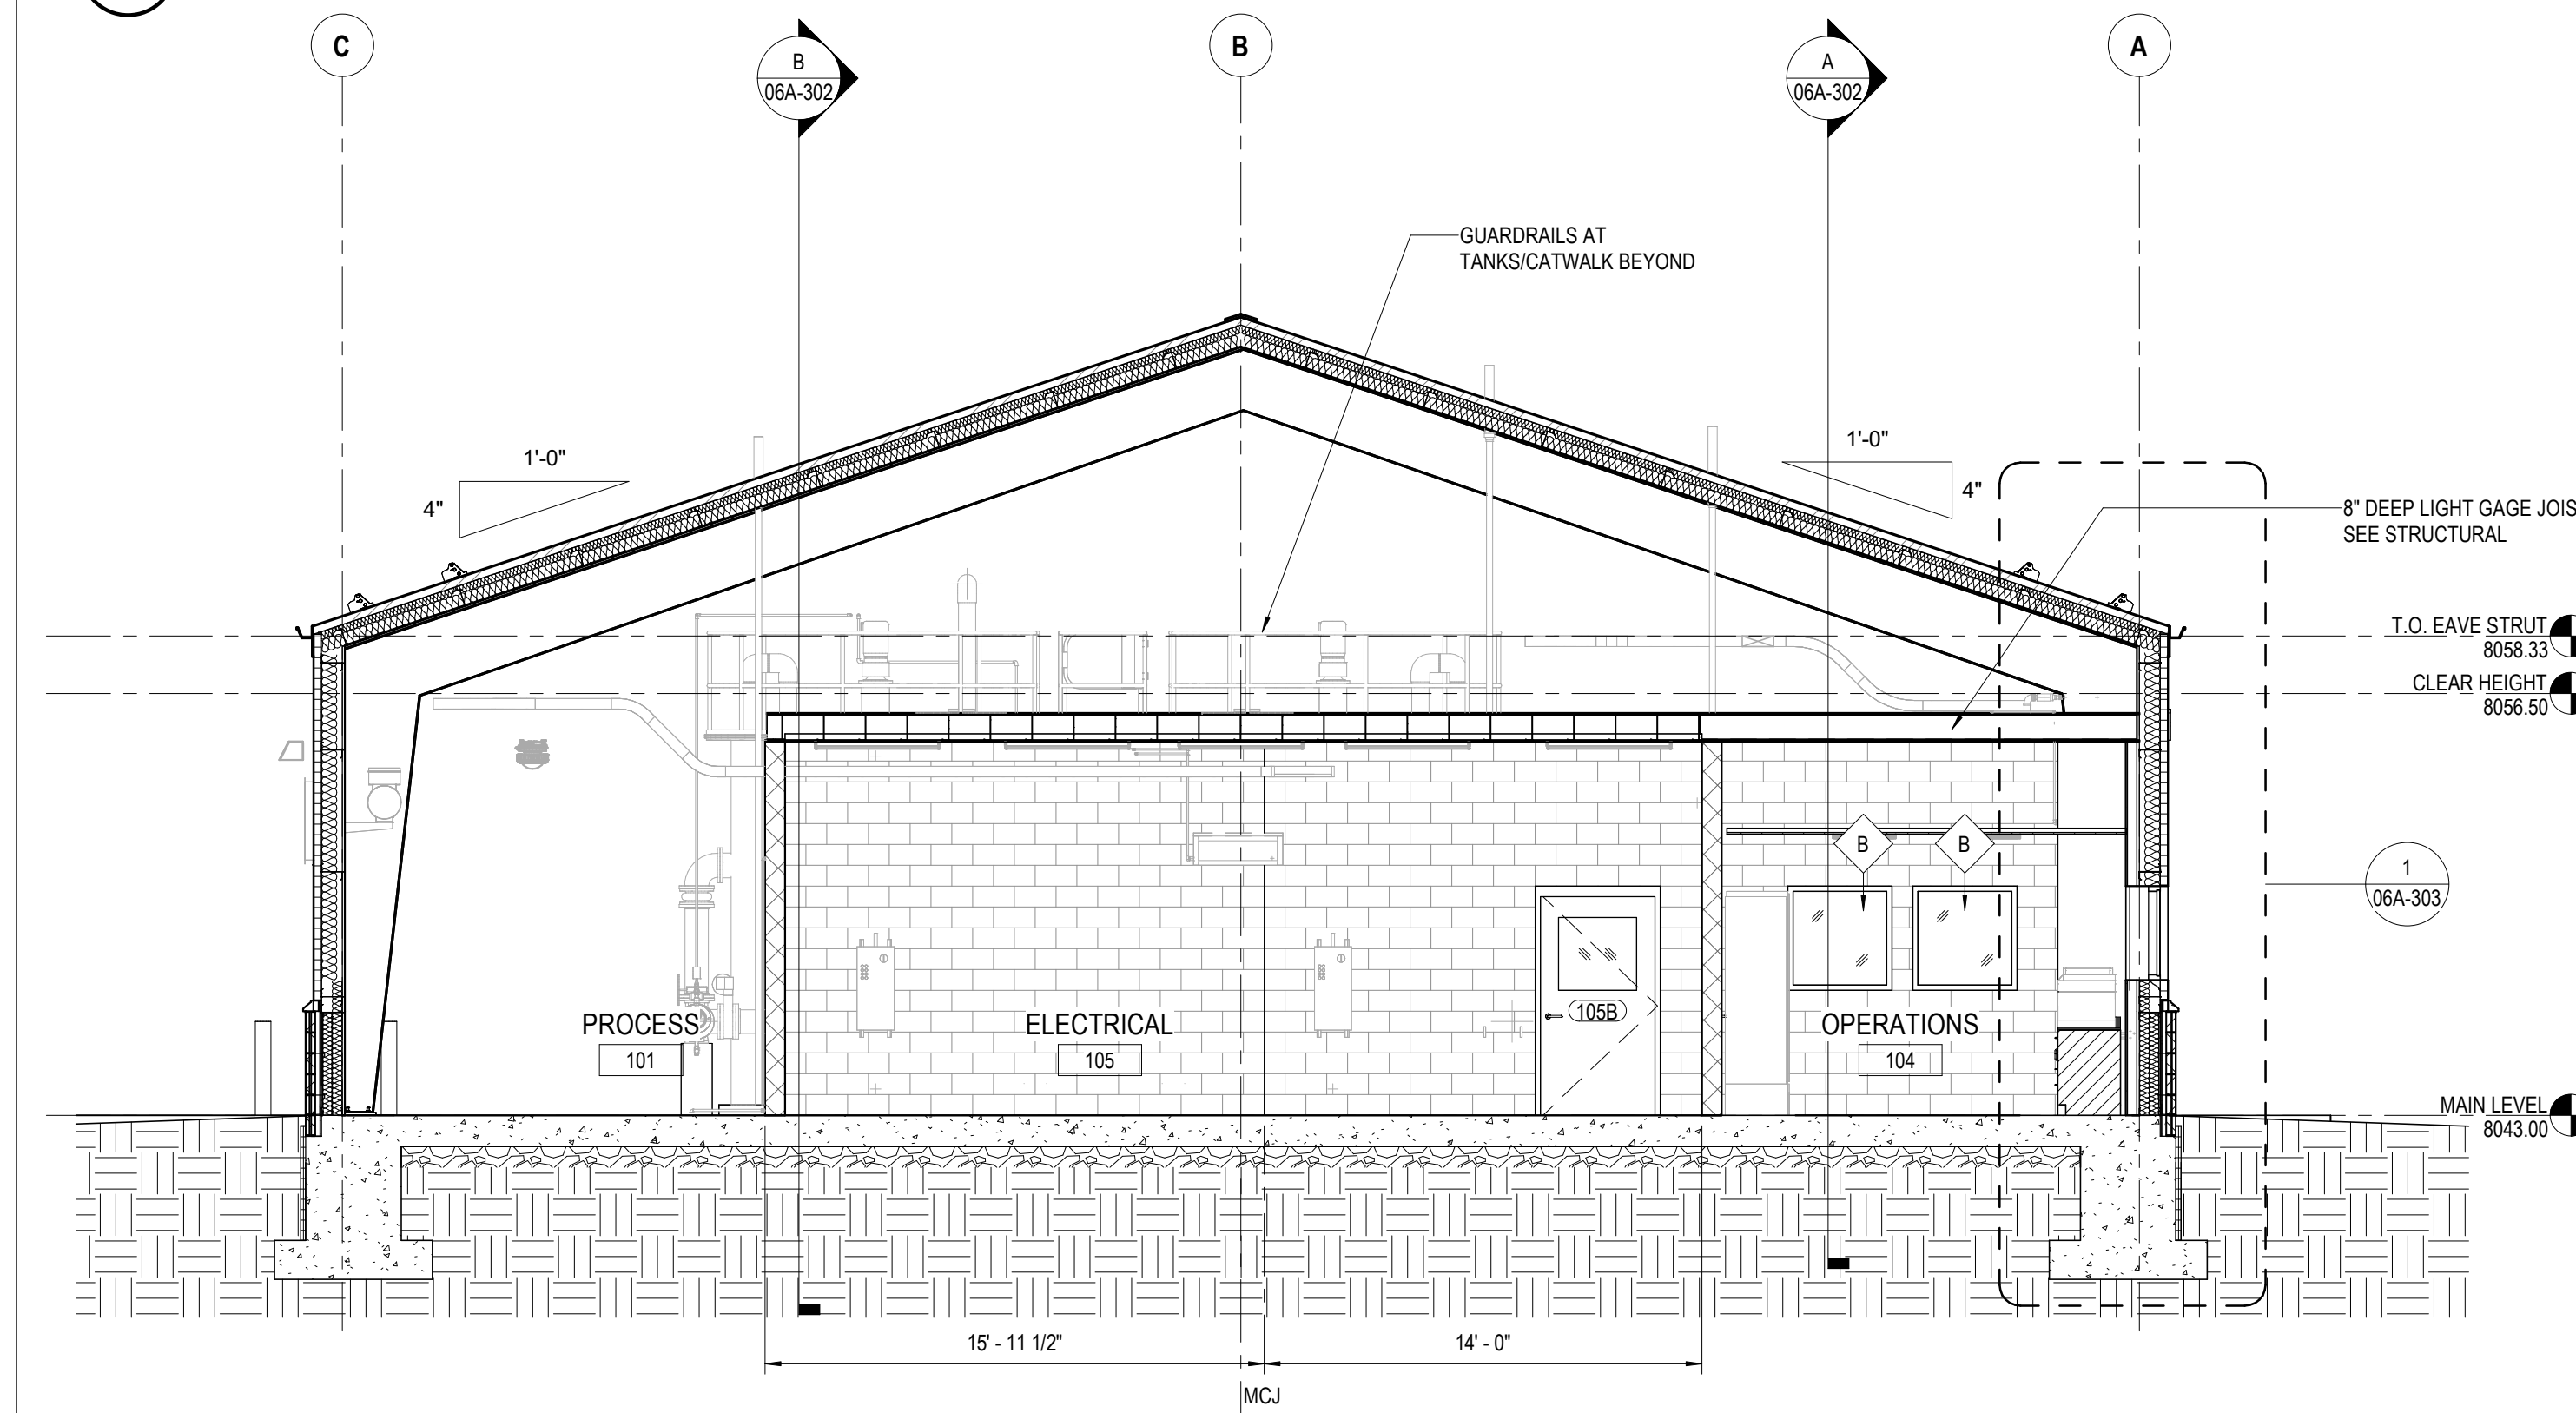 C
B
06A-302
B
A
06A-302
A
GUARDRAILS AT
TANKS/CATWALK BEYOND
1'-0"
4"
1'-0"
4"
8" DEEP LIGHT GAGE JOIS
SEE STRUCTURAL
T.O. EAVE STRUT
8058.33
CLEAR HEIGHT
8056.50
B
B
1
06A-303
105B
PROCESS
101
ELECTRICAL
105
OPERATIONS
104
MAIN LEVEL
8043.00
15' - 11 1/2"
14' - 0"
MCJ